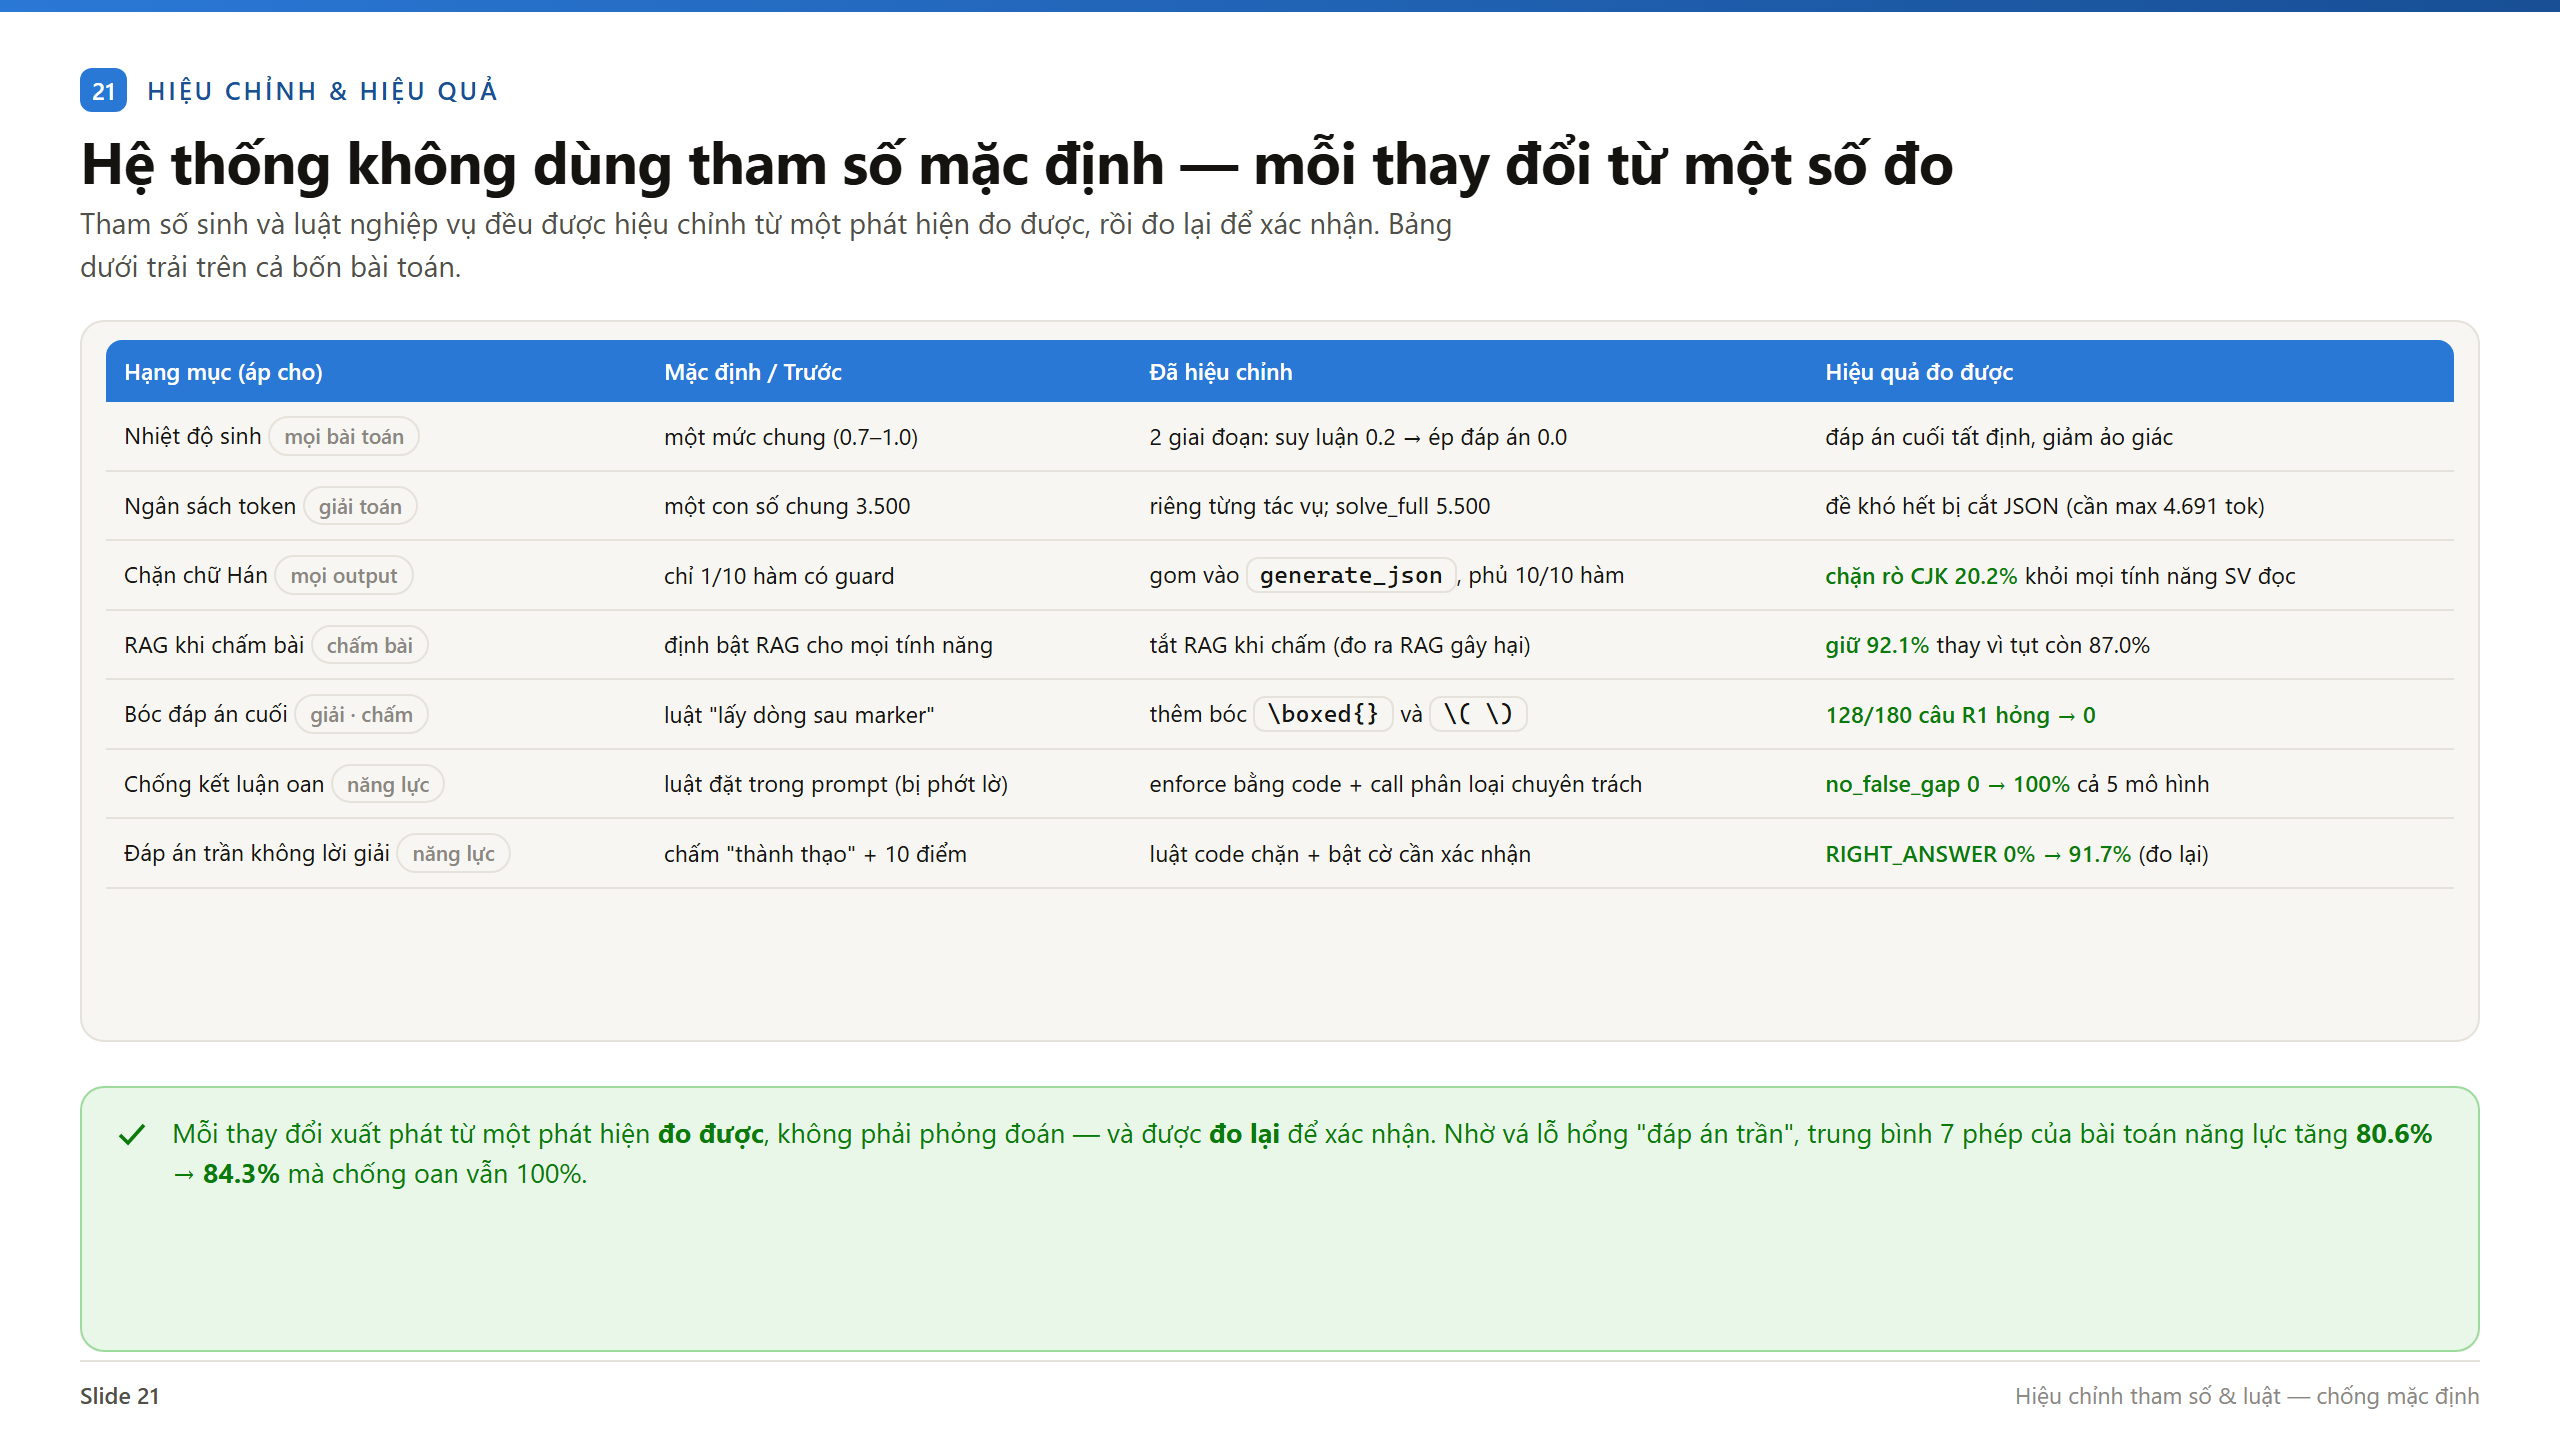 21 HIỆU CHỈNH & HIỆU QUẢ
Hệ thống không dùng tham số mặc định — mỗi thay đổi từ một số đo
Tham số sinh và luật nghiệp vụ đều được hiệu chỉnh từ một phát hiện đo được, rồi đo lại để xác nhận. Bảng
dưới trải trên cả bốn bài toán.
Hạng mục (áp cho) Mặc định / Trước Đã hiệu chỉnh Hiệu quả đo được
Nhiệt độ sinh mọi bài toán một mức chung (0.7–1.0) 2 giai đoạn: suy luận 0.2 → ép đáp án 0.0 đáp án cuối tất định, giảm ảo giác
Ngân sách token giải toán một con số chung 3.500 riêng từng tác vụ; solve_full 5.500 đề khó hết bị cắt JSON (cần max 4.691 tok)
Chặn chữ Hán mọi output chỉ 1/10 hàm có guard gom vào generate_json, phủ 10/10 hàm chặn rò CJK 20.2% khỏi mọi tính năng SV đọc
RAG khi chấm bài chấm bài định bật RAG cho mọi tính năng tắt RAG khi chấm (đo ra RAG gây hại) giữ 92.1% thay vì tụt còn 87.0%
Bóc đáp án cuối giải · chấm luật "lấy dòng sau marker" thêm bóc \boxed{} và \( \) 128/180 câu R1 hỏng → 0
Chống kết luận oan năng lực luật đặt trong prompt (bị phớt lờ) enforce bằng code + call phân loại chuyên trách no_false_gap 0 → 100% cả 5 mô hình
Đáp án trần không lời giải năng lực chấm "thành thạo" + 10 điểm luật code chặn + bật cờ cần xác nhận RIGHT_ANSWER 0% → 91.7% (đo lại)
Mỗi thay đổi xuất phát từ một phát hiện đo được, không phải phỏng đoán — và được đo lại để xác nhận. Nhờ vá lỗ hổng "đáp án trần", trung bình 7 phép của bài toán năng lực tăng 80.6%
→ 84.3% mà chống oan vẫn 100%.
Slide 21 Hiệu chỉnh tham số & luật — chống mặc định